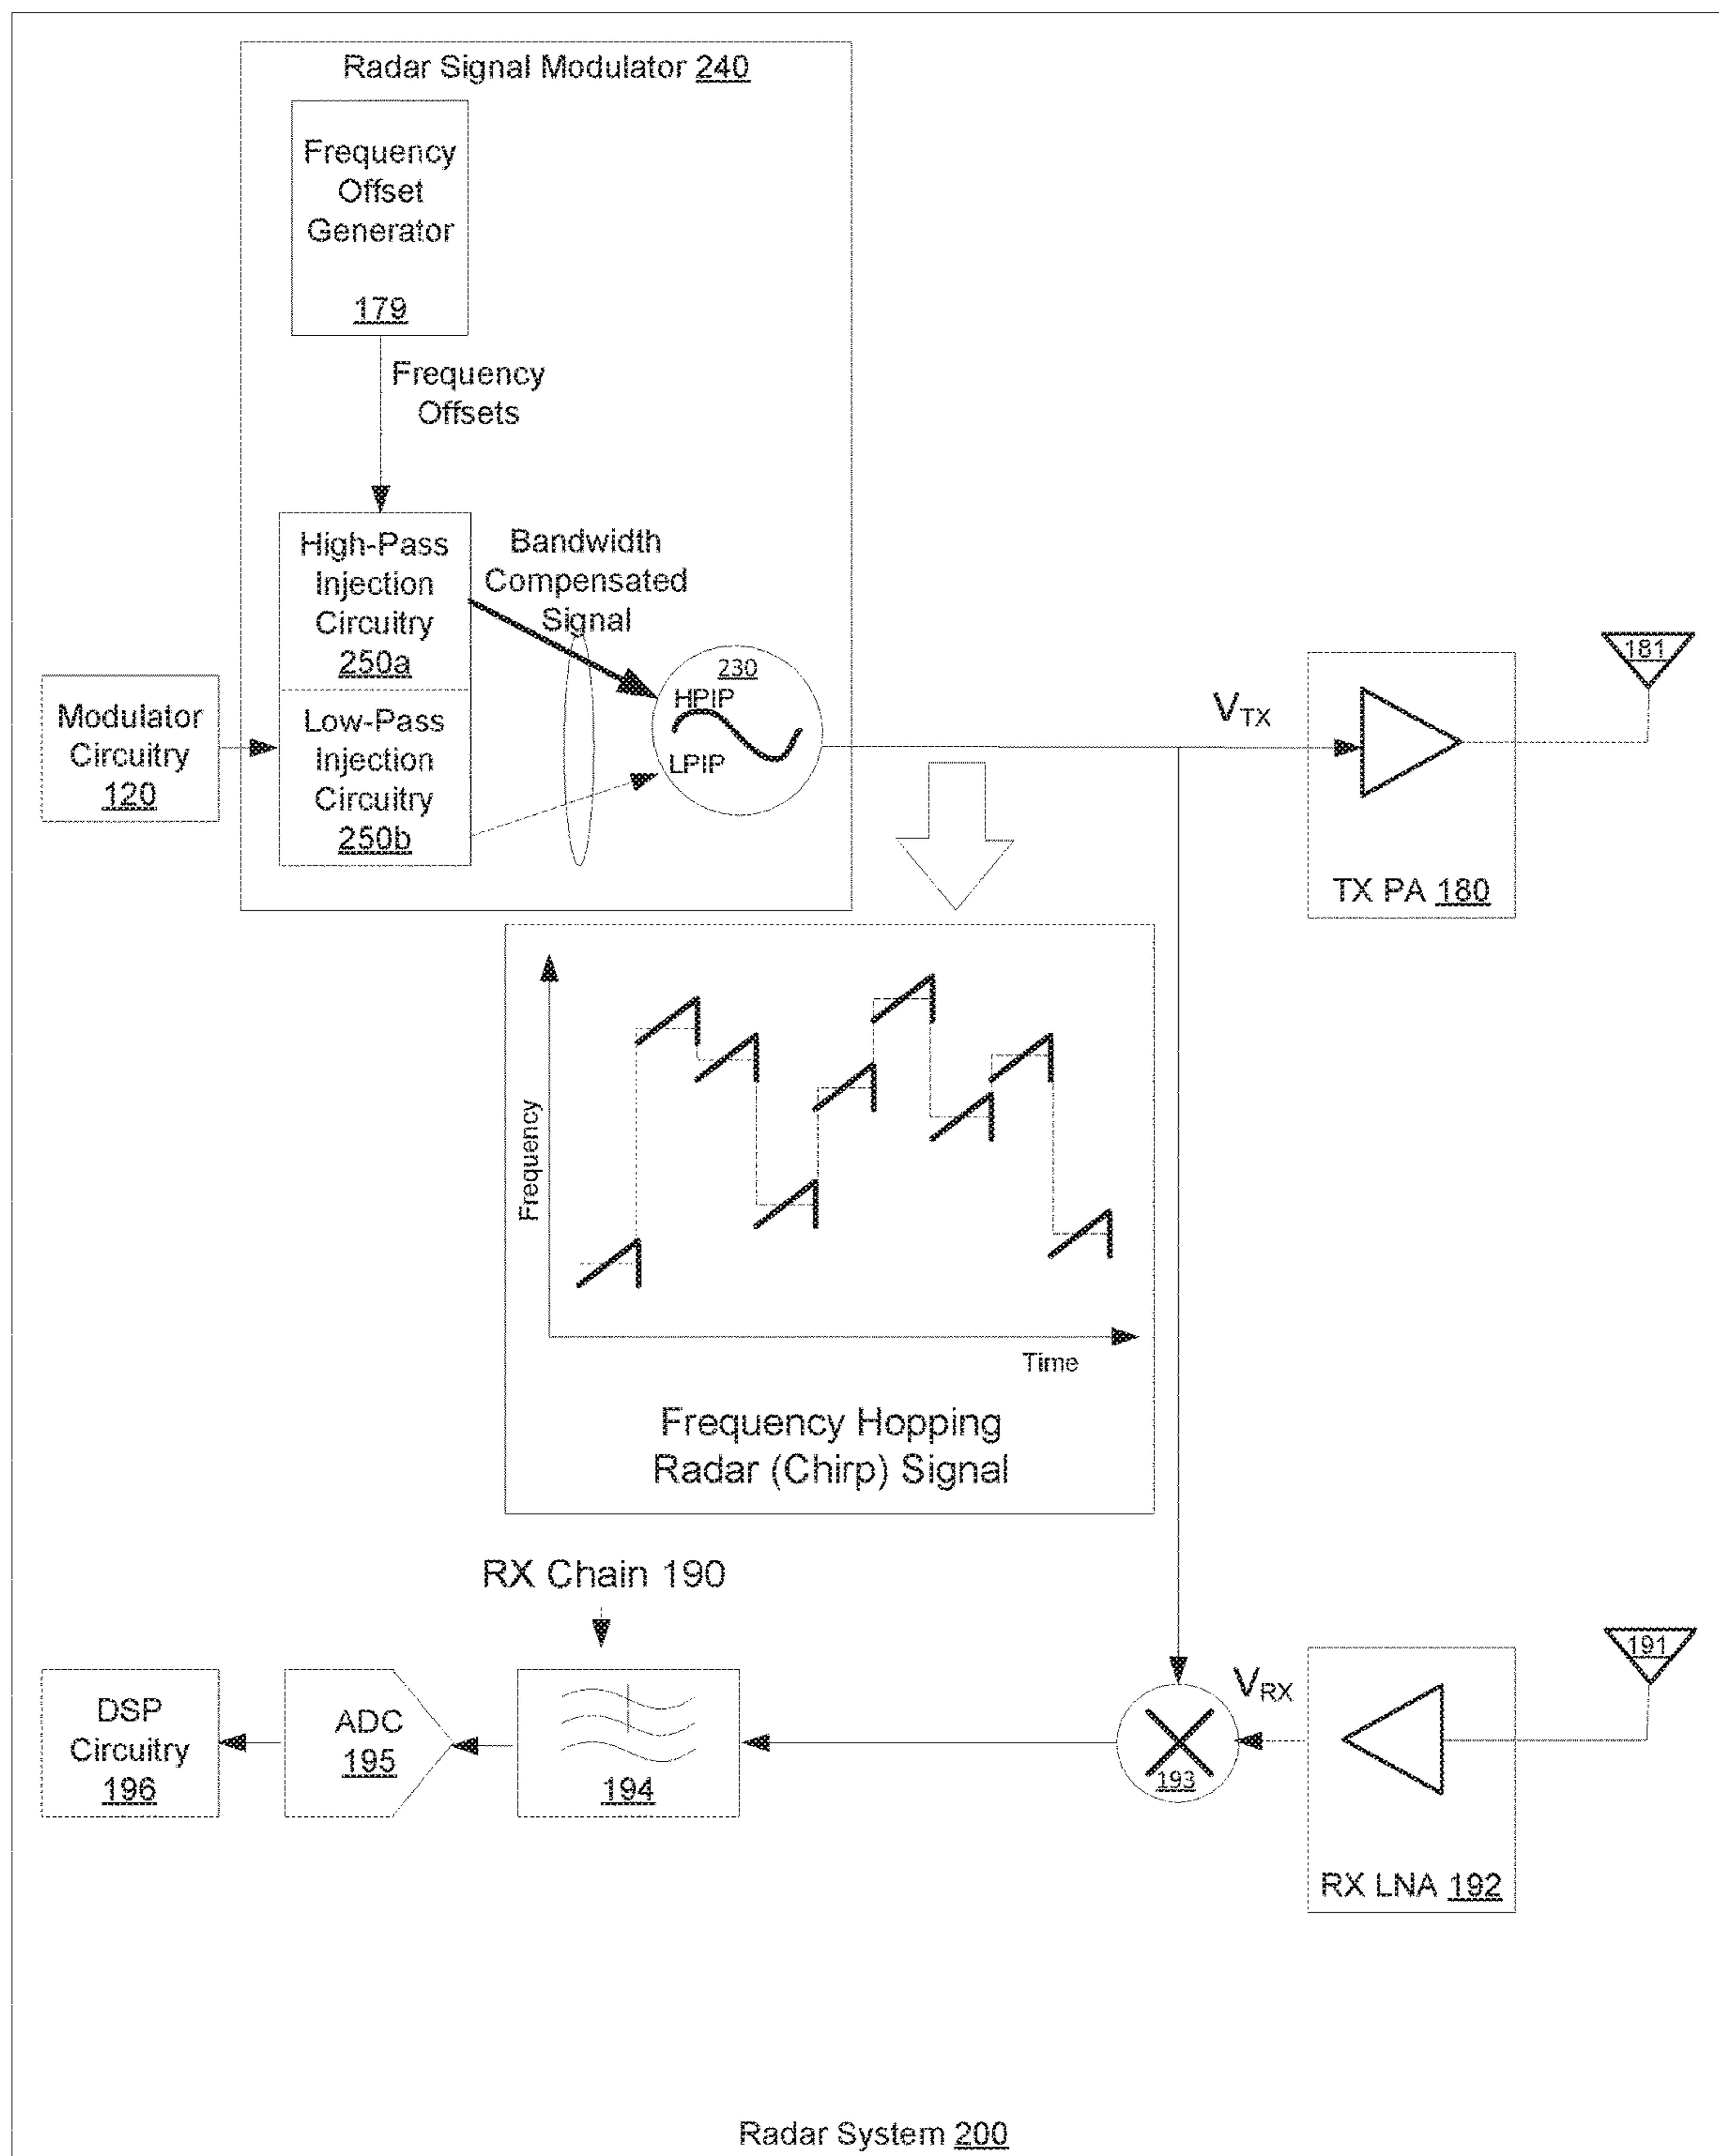 Radar Signal Modulator 240
Frequency
Offset
Generator
179
Frequency
Offsets
High-Pass
Injection
Circuitry
250a
Bandwidth
Compensated
Signal
Low-Pass
Injection
Circuitry
250b
Modulator
Circuitry
120
230
HPIP
LPIP
VTX
181
TX PA 180
Frequency
Time
Frequency Hopping
Radar (Chirp) Signal
RX Chain 190
DSP
Circuitry
196
ADC
195
194
193
VRX
191
RX LNA 192
Radar System 200